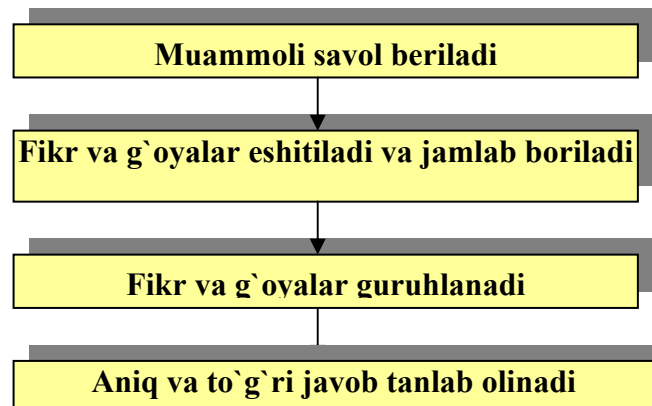 Muammoli savol beriladi
Fikr va g`oyalar eshitiladi va jamlab boriladi
Fikr va g`oyalar guruhlanadi
Aniq va to`g`ri javob tanlab olinadi